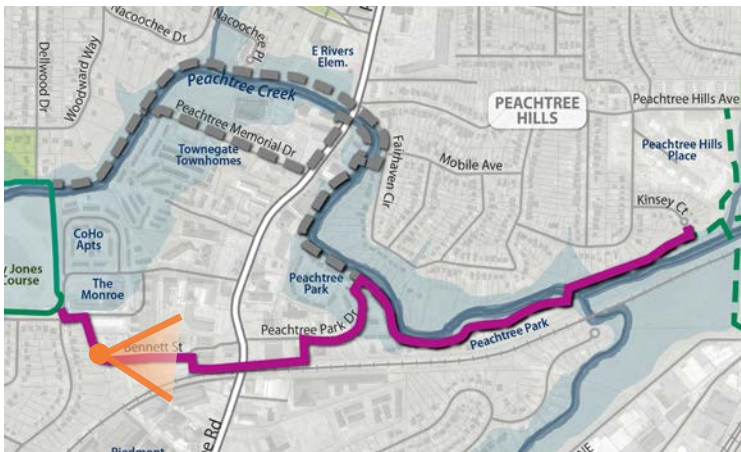 Nacoochee Dr
Nacoochee
Dellwood Dr
Woodward Way
E Rivers
Elem.
Peachtree Creek
PEACHTREE
HILLS
Peachtree Hills Ave
Peachtree Memorial Dr
Peachtree Hills
Place
Townegate
Townhomes
Fairhaven Cir
Mobile Ave
Kinsey Ct
CoHo
Apts
y Jones
Course
The
Monroe
Peachtree
Park
Peachtree Park Dr
Bennett St
Peachtree Park
e Rd
Piedmont
NE